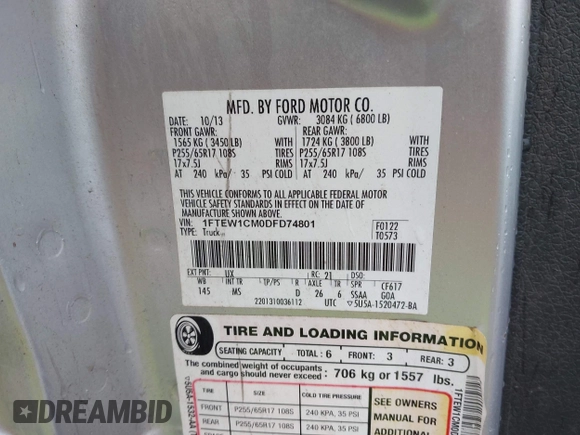 MFD. BY FORD MOTOR CO.
DATE: 10/13 GVWR: 3084 KG ( 6800 LB)
FRONT GAWR: REAR GAWR:
1565 KG ( 3450 LB) WITH 1724 KG ( 3800 LB) WITH
P255/65R17 108S TIRES P255/65R17 108S TIRES
17x7.5J RIMS 17x7.5J RIMS
AT 240 kPa/ 35 PSI COLD AT 240 kPa/ 35 PSI COLD
THIS VEHICLE CONFORMS TO ALL APPLICABLE FEDERAL MOTOR
VEHICLE SAFETY AND THEFT PREVENTION STANDARDS IN EFFECT ON THE DATE OF
MANUFACTURE SHOWN ABOVE.
VIN: 1FTEW1CM0DFD74801 F0122
TYPE: Truck T0573
EXT PNT: UX RC: 21 DSO:
WB INT TR TP/PS R AXLE TR SPR CF617
145 MS D 26 6 SSAA G0A
2201310036112 UTC 5U5A-1520472-BA
TIRE AND LOADING INFORMATION
SEATING CAPACITY TOTAL: 6 FRONT: 3 REAR: 3
The combined weight of occupants
and cargo should never exceed: 706 kg or 1557 lbs.
TIRE SIZE COLD TIRE PRESSURE SEE OWNERS
FRONT P255/65R17 108S 240 KPA, 35 PSI MANUAL FOR
REAR P255/65R17 108S 240 KPA, 35 PSI ADDITIONAL
DREAMBID